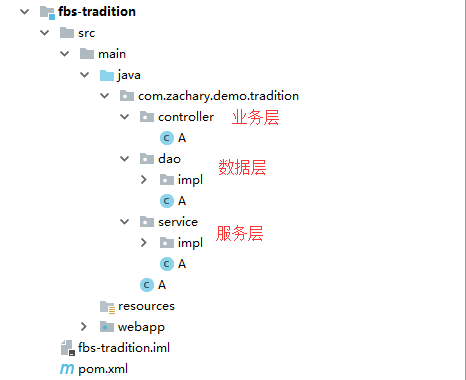 fbs-tradition
src
main
java
com.zachary.demo.tradition
controller 业务层
A
dao
数据层
impl
A
service
服务层
impl
A
A
resources
webapp
fbs-tradition.iml
pom.xml